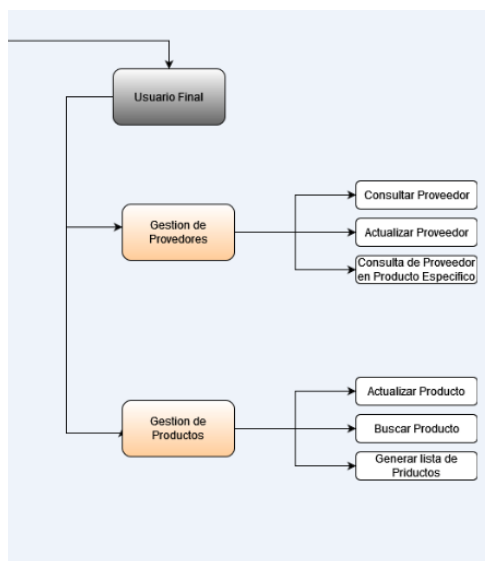 Usuario Final
Gestion de
Provedores
Consultar Proveedor
Actualizar Proveedor
Consulta de Proveedor
en Producto Especifico
Gestion de
Productos
Actualizar Producto
Buscar Producto
Generar lista de
Priductos